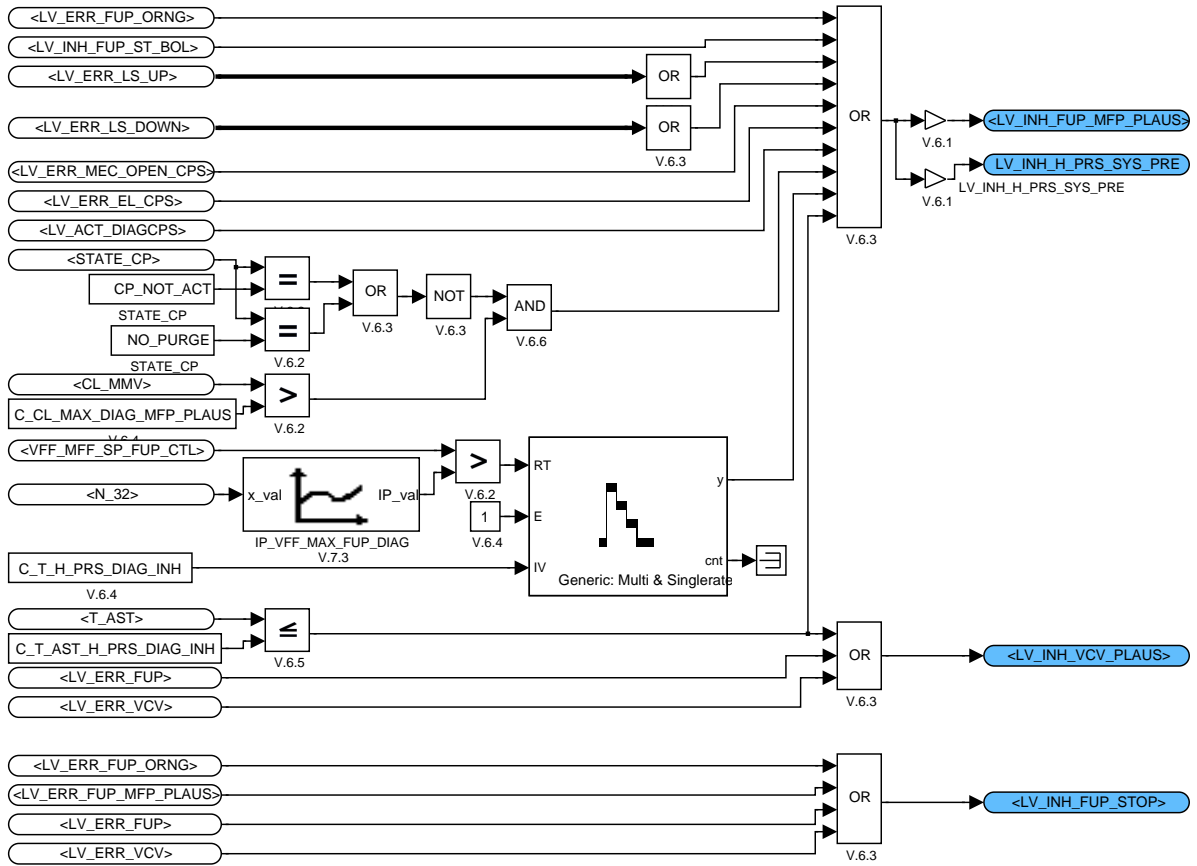 <LV_ERR_FUP_ORNG>
<LV_INH_FUP_ST_BOL>
<LV_ERR_LS_UP>
OR
<LV_ERR_LS_DOWN>
OR
V.6.3
<LV_ERR_MEC_OPEN_CPS>
<LV_ERR_EL_CPS>
<LV_ACT_DIAGCPS>
OR
V.6.3
V.6.1
<LV_INH_FUP_MFP_PLAUS>
V.6.1
LV_INH_H_PRS_SYS_PRE
LV_INH_H_PRS_SYS_PRE
<STATE_CP>
CP_NOT_ACT
STATE_CP
=
NO_PURGE
STATE_CP
=
V.6.2
OR
V.6.3
NOT
V.6.3
AND
V.6.6
<CL_MMV>
C_CL_MAX_DIAG_MFP_PLAUS
>
V.6.2
<VFF_MFF_SP_FUP_CTL>
<N_32>
x_val
IP_val
IP_VFF_MAX_FUP_DIAG
V.7.3
>
V.6.2
1
V.6.4
RT
E
IV
y
cnt
Generic: Multi & Singlerate
C_T_H_PRS_DIAG_INH
V.6.4
<T_AST>
C_T_AST_H_PRS_DIAG_INH
≤
V.6.5
<LV_ERR_FUP>
<LV_ERR_VCV>
OR
V.6.3
<LV_INH_VCV_PLAUS>
<LV_ERR_FUP_ORNG>
<LV_ERR_FUP_MFP_PLAUS>
<LV_ERR_FUP>
<LV_ERR_VCV>
OR
V.6.3
<LV_INH_FUP_STOP>